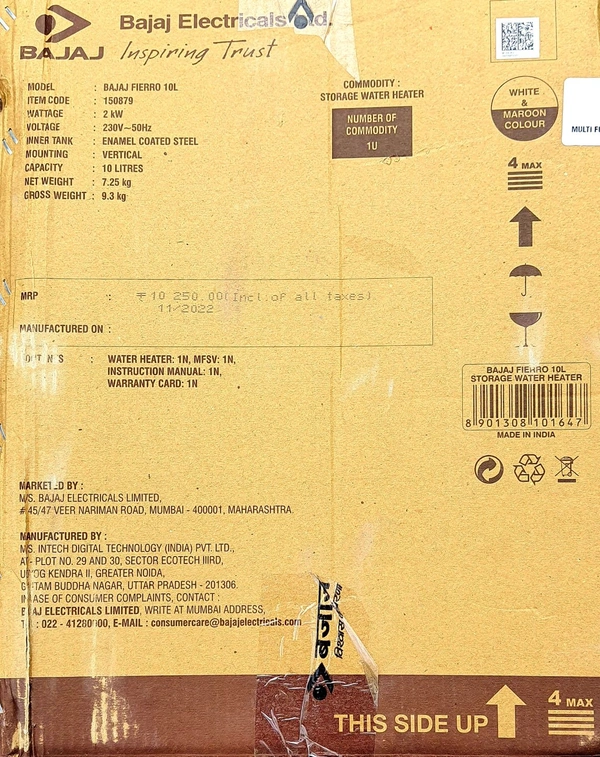 BAJAJ
Bajaj Electricals Ltd.
Inspiring Trust
MODEL : BAJAJ FIERRO 10L
ITEM CODE : 150879
WATTAGE : 2 kW
VOLTAGE : 230V~50Hz
INNER TANK : ENAMEL COATED STEEL
MOUNTING : VERTICAL
CAPACITY : 10 LITRES
NET WEIGHT : 7.25 kg
GROSS WEIGHT : 9.3 kg
COMMODITY :
STORAGE WATER HEATER
NUMBER OF
COMMODITY
1U
WHITE
&
MAROON
COLOUR
MULTI
4 MAX
MRP : ₹10 250.00(Incl.of all taxes)
11/2022
MANUFACTURED ON :
: WATER HEATER: 1N, MFSV: 1N,
INSTRUCTION MANUAL: 1N,
WARRANTY CARD: 1N
BAJAJ FIERRO 10L
STORAGE WATER HEATER
8 901308 101647
MADE IN INDIA
MARKETED BY :
M/S. BAJAJ ELECTRICALS LIMITED,
# 45/47 VEER NARIMAN ROAD, MUMBAI - 400001, MAHARASHTRA.
MANUFACTURED BY :
MS. INTECH DIGITAL TECHNOLOGY (INDIA) PVT. LTD.,
AT- PLOT NO. 29 AND 30, SECTOR ECOTECH IIIRD,
KENDRA II, GREATER NOIDA,
BUDDHA NAGAR, UTTAR PRADESH - 201306.
IN CASE OF CONSUMER COMPLAINTS, CONTACT :
BAJAJ ELECTRICALS LIMITED, WRITE AT MUMBAI ADDRESS,
: 022 - 41280000, E-MAIL : consumercare@bajajelectricals.com
बजाज
विश्वास
THIS SIDE UP
4 MAX